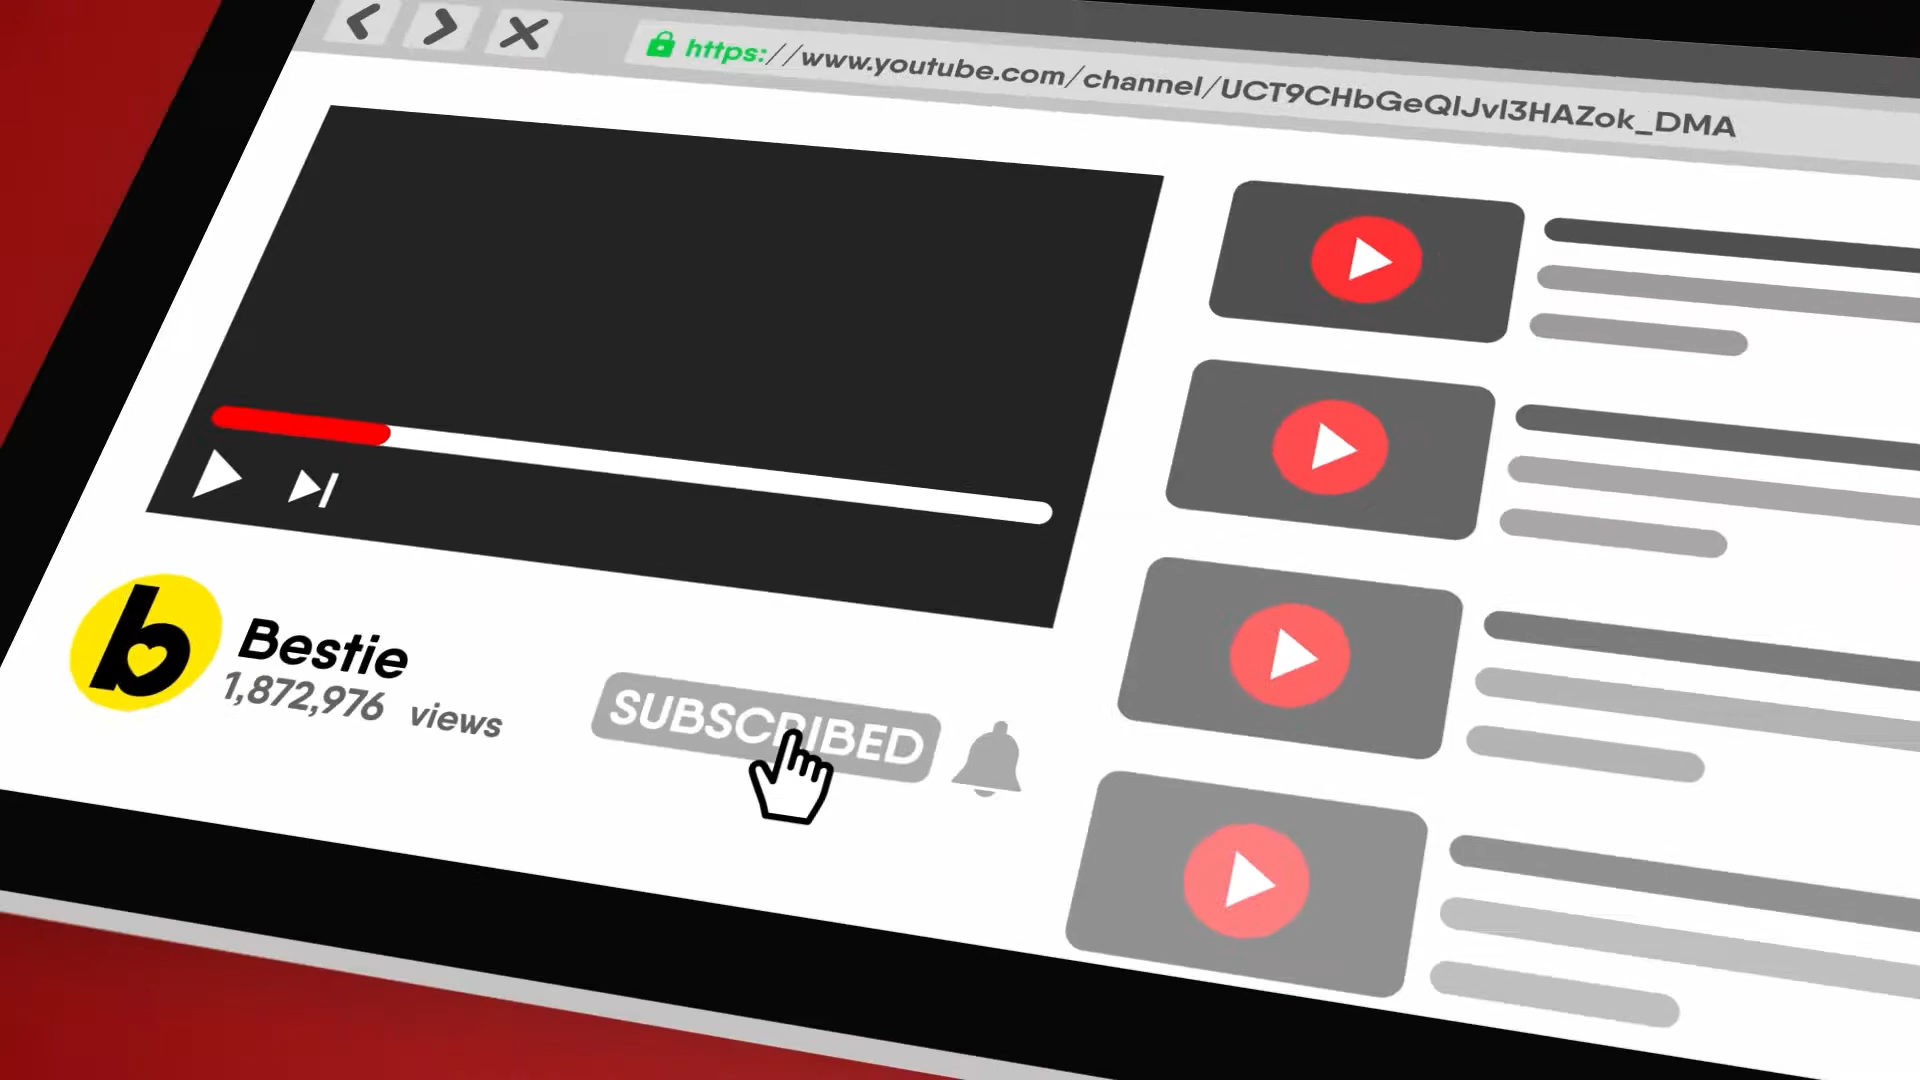 https://www.youtube.com/channel/UCT9CHbGeQIJvl3HAZok_DMA
b
Bestie
1,872,976 views
SUBSCRIBED